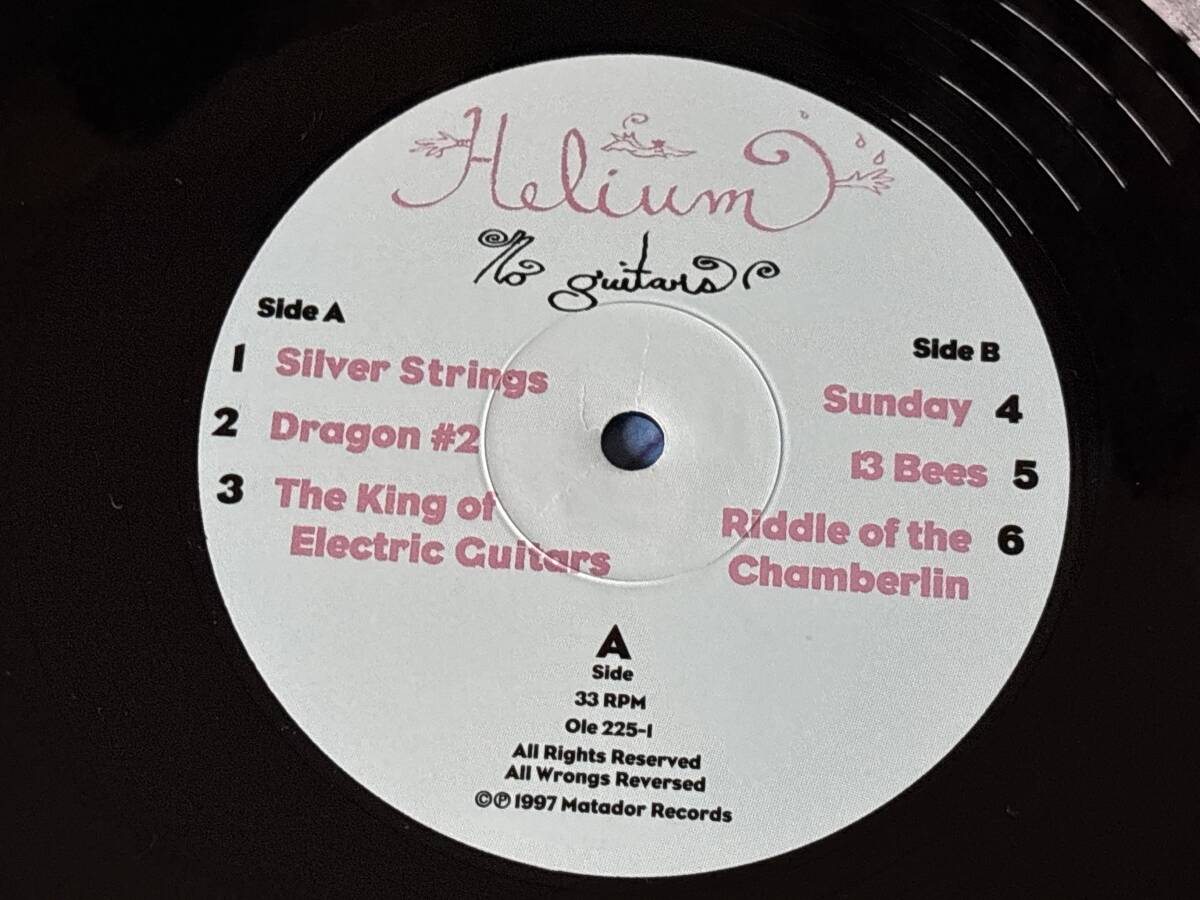 Helium
No guitars
Side A
1 Silver Strings
2 Dragon #2
3 The King of
Electric Guitars
Side B
Sunday 4
13 Bees 5
Riddle of the 6
Chamberlin
A
Side
33 RPM
Ole 225-1
All Rights Reserved
All Wrongs Reversed
©℗ 1997 Matador Records